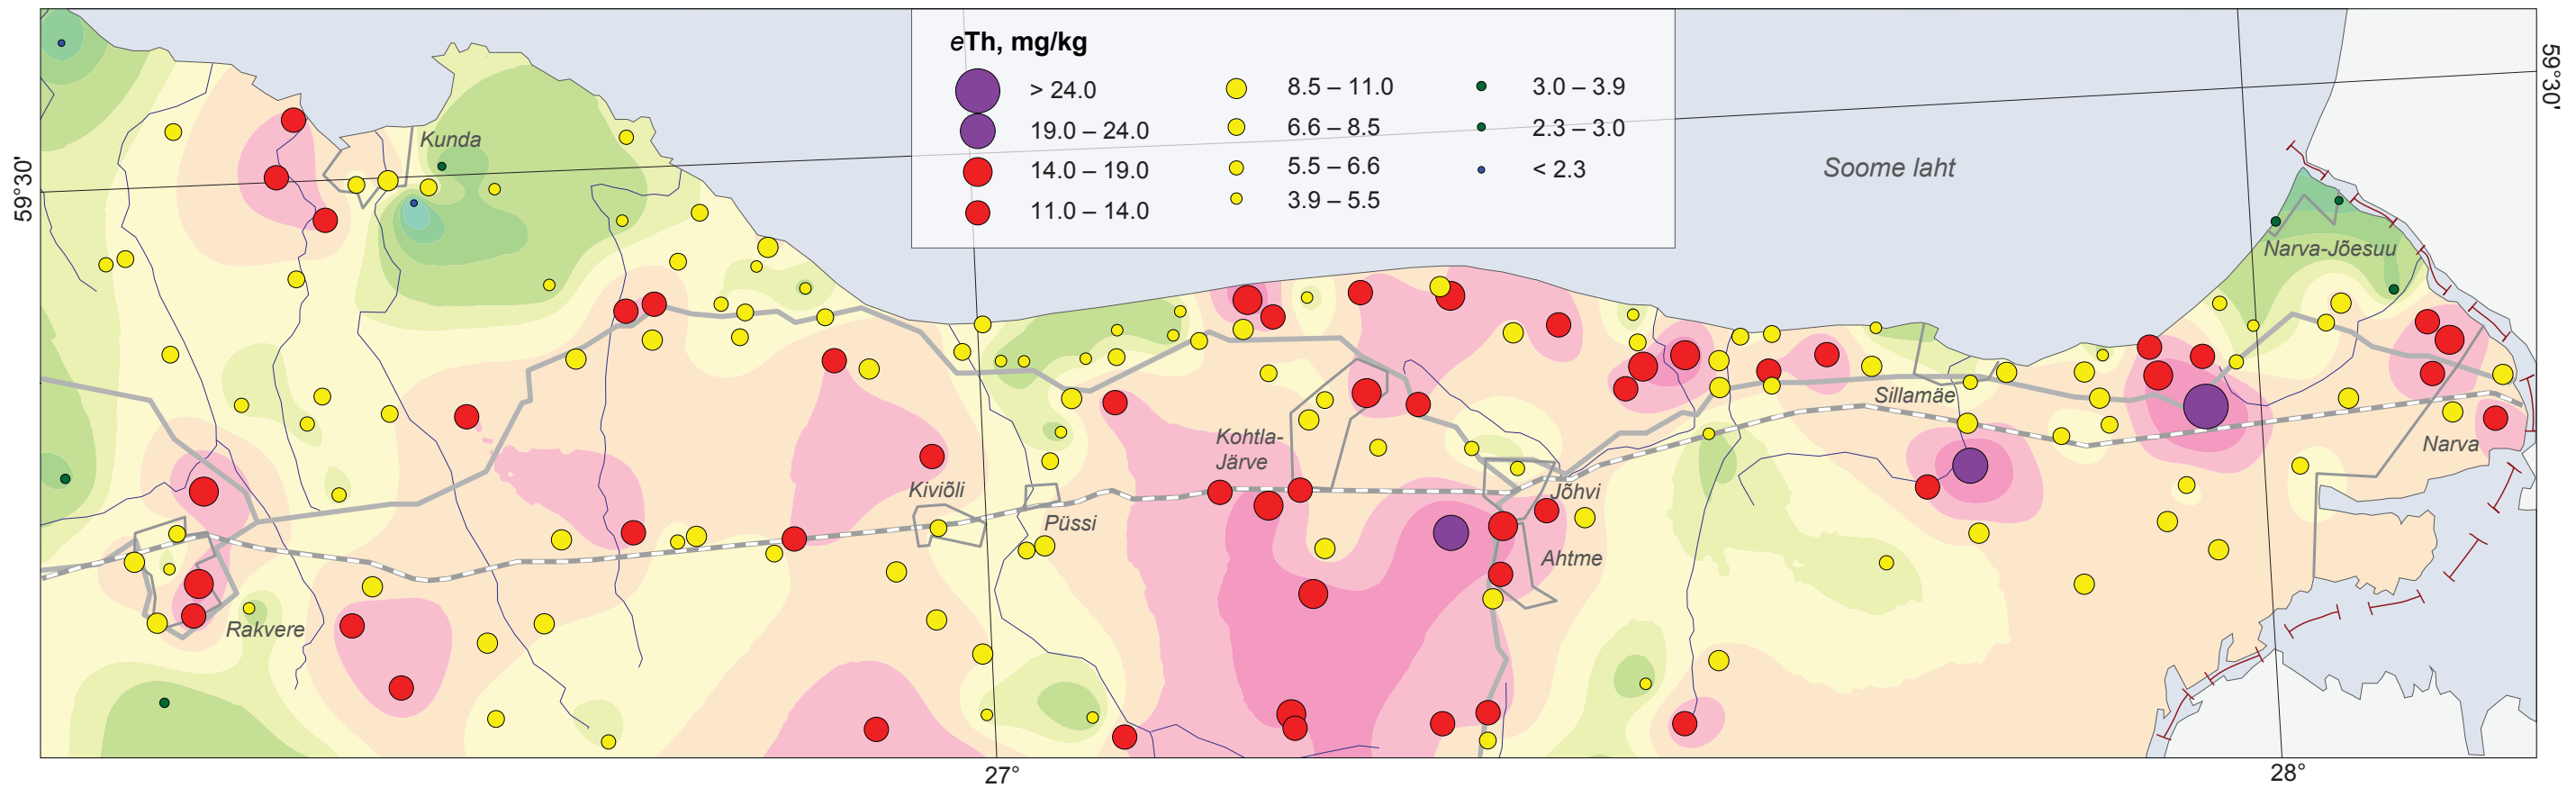 eTh, mg/kg
> 24.0
19.0 – 24.0
14.0 – 19.0
11.0 – 14.0
8.5 – 11.0
6.6 – 8.5
5.5 – 6.6
3.9 – 5.5
3.0 – 3.9
2.3 – 3.0
< 2.3
59°30'
59°30'
Kunda
Soome laht
Narva-Jõesuu
Sillamäe
Kohtla-
Järve
Narva
Kiviõli
Jõhvi
Püssi
Ahtme
Rakvere
27°
28°